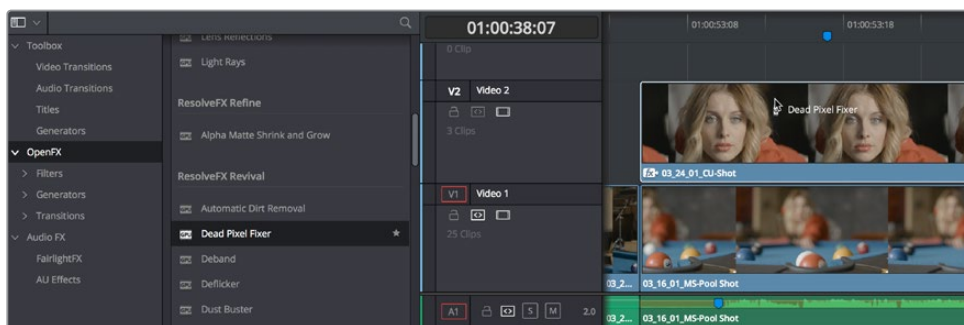 01:00:38:07
01:00:53:08
01:00:53:18
Toolbox
Video Transitions
Audio Transitions
Titles
Generators
OpenFX
Filters
Generators
Transitions
Audio FX
FairlightFX
AU Effects
Lens Reflections
Light Rays
ResolveFX Refine
Alpha Matte Shrink and Grow
ResolveFX Revival
Automatic Dirt Removal
Dead Pixel Fixer
Deband
Deflicker
Dust Buster
0 Clip
V2 Video 2
3 Clips
V1 Video 1
25 Clips
A1 S M 2.0
Dead Pixel Fixer
fx 03_24_01_CU-Shot
03_2... 03_16_01_MS-Pool Shot
03_2... 03_16_01_MS-Pool Shot